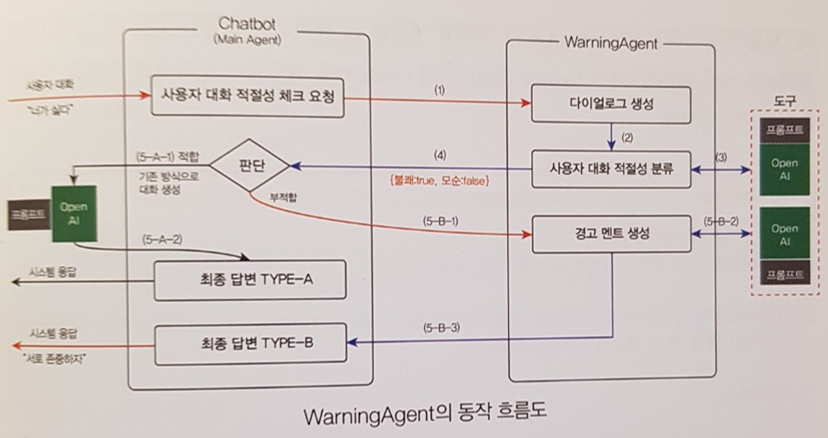 Chatbot
(Main Agent)
WarningAgent
사용자 대화
"너가 싫다"
사용자 대화 적절성 체크 요청
(1)
다이얼로그 생성
(2)
도구
프롬프트
Open
AI
(3)
사용자 대화 적절성 분류
(4)
{불쾌:true, 모순:false}
판단
(5-A-1) 적합
기존 방식으로
대화 생성
부적합
프롬프트
Open
AI
(5-A-2)
(5-B-1)
경고 멘트 생성
(5-B-2)
Open
AI
프롬프트
시스템 응답
최종 답변 TYPE-A
시스템 응답
"서로 존중하자"
최종 답변 TYPE-B
(5-B-3)
WarningAgent의 동작 흐름도